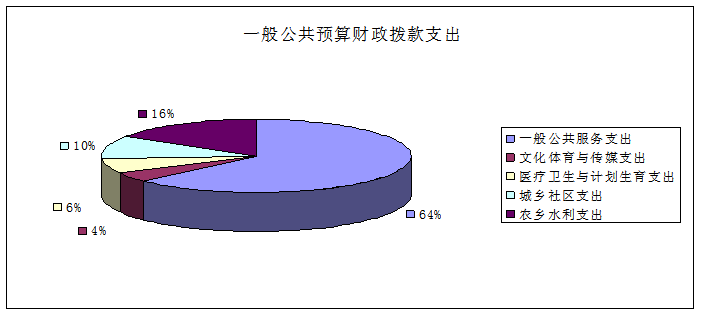 一般公共预算财政拨款支出
16%
10%
6%
4%
64%
一般公共服务支出
文化体育与传媒支出
医疗卫生与计划生育支出
城乡社区支出
农乡水利支出